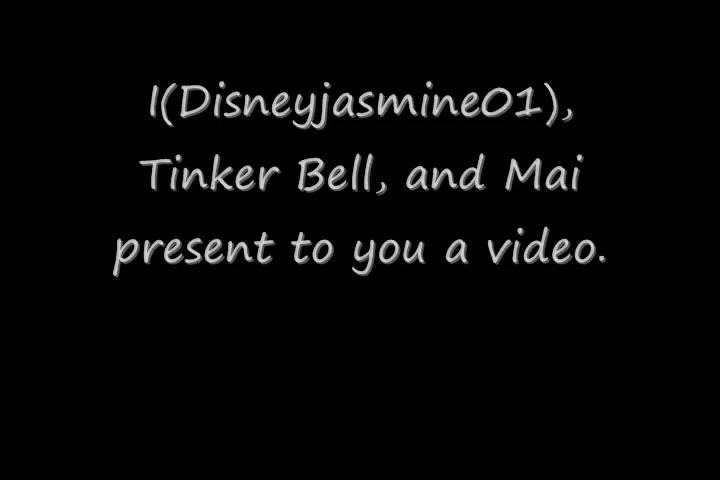 I(Disneyjasmine01),
Tinker Bell, and Mai
present to you a video.